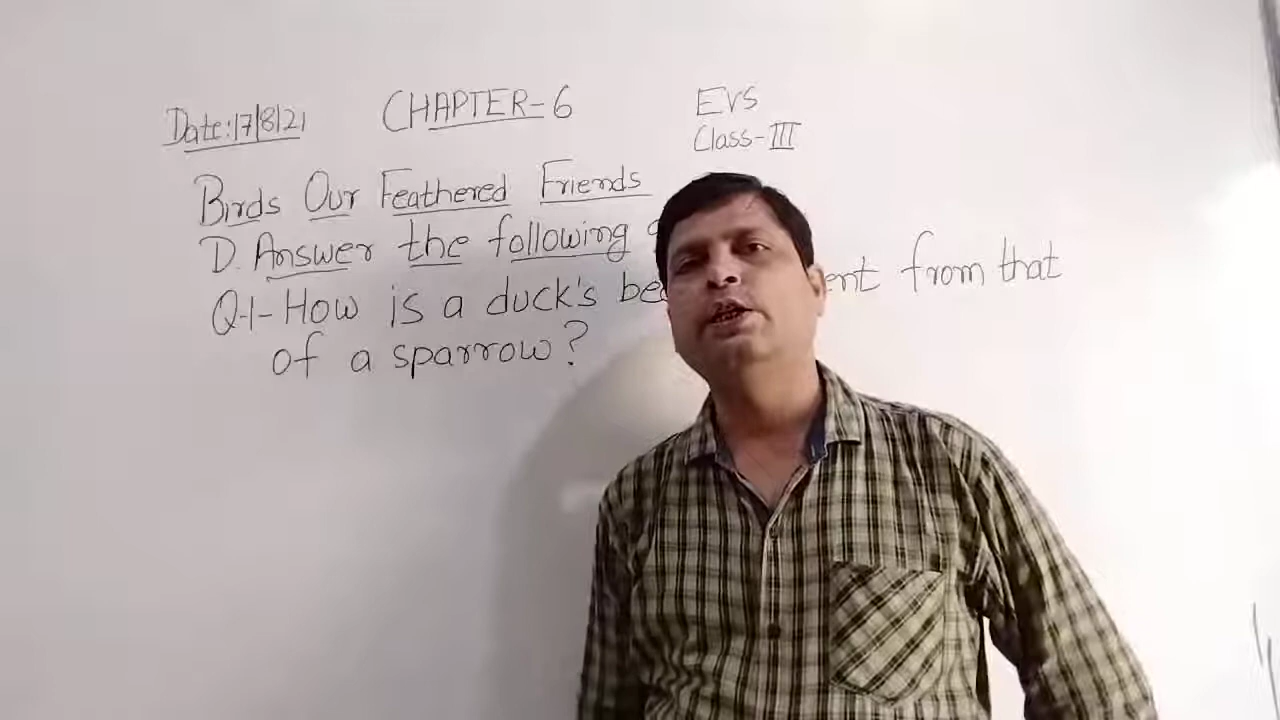 Date:17/8/21 CHAPTER-6 EVS
Class-III
Birds Our Feathered Friends
D. Answer the following
Q-1- How is a duck's from that
of a sparrow?